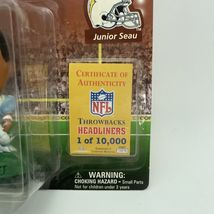 Junior Seau
CERTIFICATE OF
AUTHENTICITY
NFL
THROWBACKS
HEADLINERS
1 of 10,000
WARNING:
CHOKING HAZARD - Small Parts
Not for children under 3 years